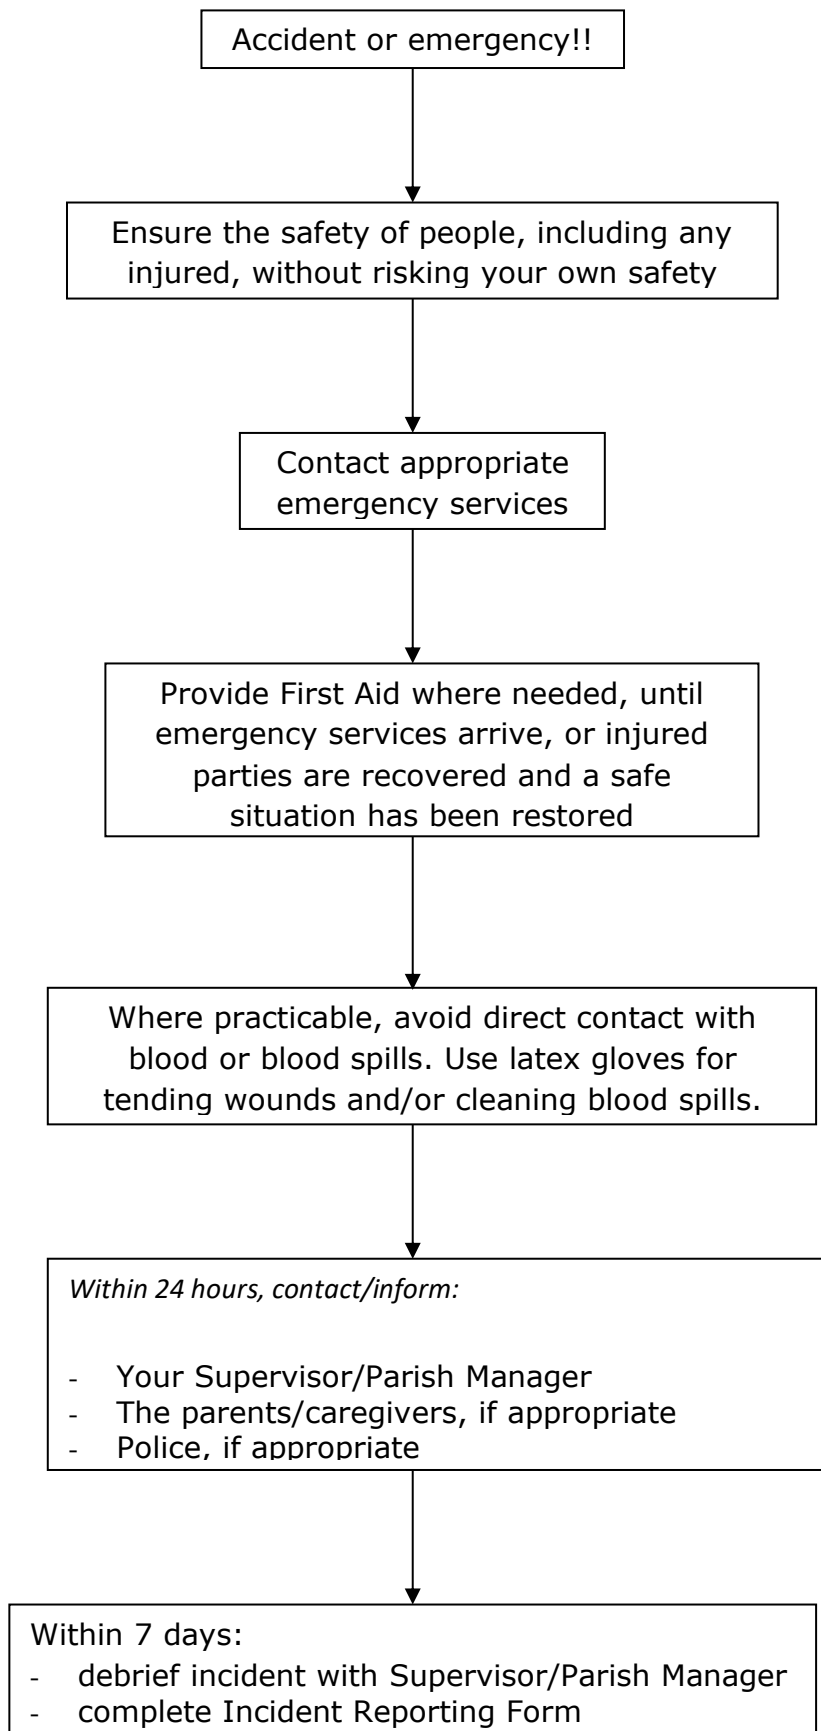 Accident or emergency!!
Ensure the safety of people, including any
injured, without risking your own safety
Contact appropriate
emergency services
Provide First Aid where needed, until
emergency services arrive, or injured
parties are recovered and a safe
situation has been restored
Where practicable, avoid direct contact with
blood or blood spills. Use latex gloves for
tending wounds and/or cleaning blood spills.
Within 24 hours, contact/inform:
- Your Supervisor/Parish Manager
- The parents/caregivers, if appropriate
- Police, if appropriate
Within 7 days:
- debrief incident with Supervisor/Parish Manager
- complete Incident Reporting Form